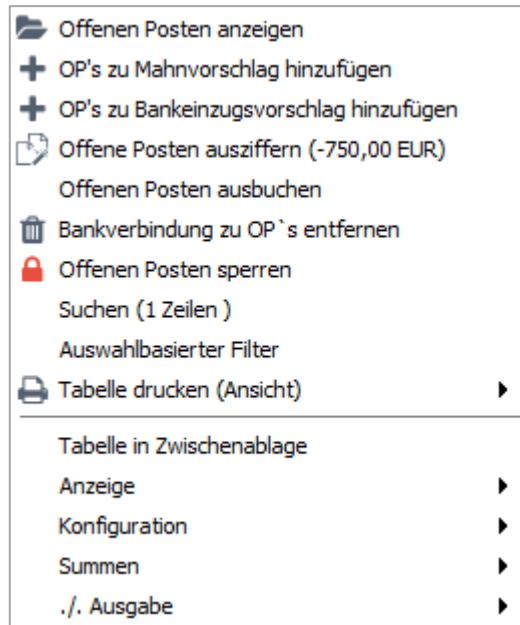 Offenen Posten anzeigen
OP's zu Mahnvorschlag hinzufügen
OP's zu Bankeinzugsvorschlag hinzufügen
Offene Posten ausziffern (-750,00 EUR)
Offenen Posten ausbuchen
Bankverbindung zu OP`s entfernen
Offenen Posten sperren
Suchen (1 Zeilen )
Auswahlbasierter Filter
Tabelle drucken (Ansicht)
Tabelle in Zwischenablage
Anzeige
Konfiguration
Summen
./. Ausgabe